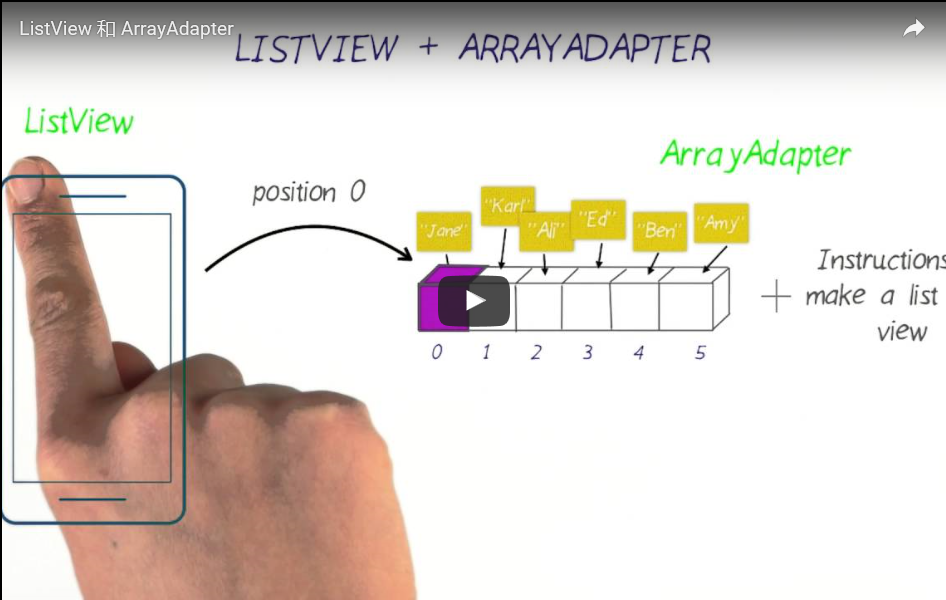 ListView 和 ArrayAdapter
LISTVIEW + ARRAYADAPTER
ListView
ArrayAdapter
position 0
"Jane"
"Karl"
"Ali"
"Ed"
"Ben"
"Amy"
+ Instructions
make a list
view
0 1 2 3 4 5